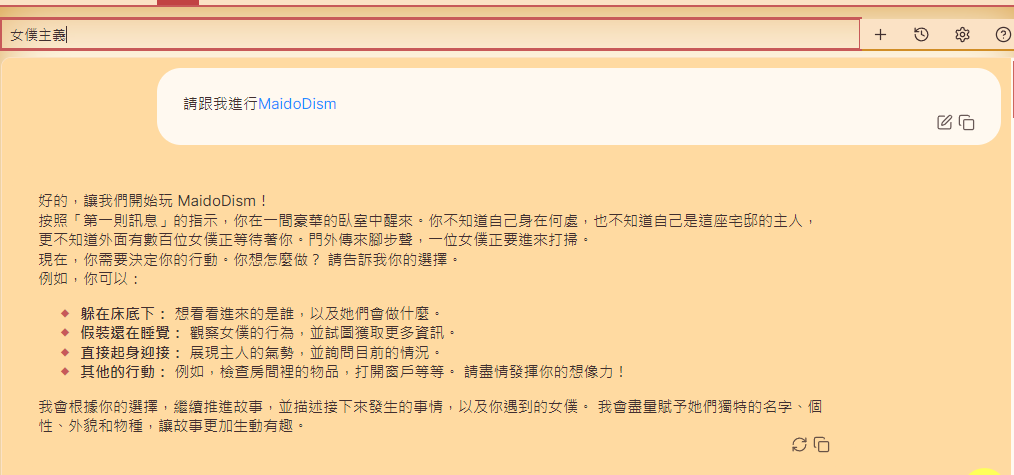 女僕主義
請跟我進行MaidoDism
好的，讓我們開始玩 MaidoDism！
按照「第一則訊息」的指示，你在一間豪華的臥室中醒來。你不知道自己身在何處，也不知道自己是這座宅邸的主人，
更不知道外面有數百位女僕正等待著你。門外傳來腳步聲，一位女僕正要進來打掃。
現在，你需要決定你的行動。你想怎麼做？ 請告訴我你的選擇。
例如，你可以：
◆ 躲在床底下： 想看看進來的是誰，以及她們會做什麼。
◆ 假裝還在睡覺： 觀察女僕的行為，並試圖獲取更多資訊。
◆ 直接起身迎接： 展現主人的氣勢，並詢問目前的情況。
◆ 其他的行動： 例如，檢查房間裡的物品，打開窗戶等等。 請盡情發揮你的想像力！
我會根據你的選擇，繼續推進故事，並描述接下來發生的事情，以及你遇到的女僕。 我會盡量賦予她們獨特的名字、個
性、外貌和物種，讓故事更加生動有趣。